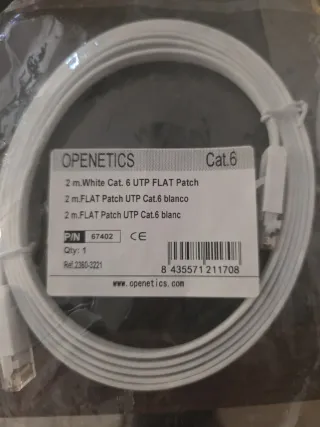 OPENETICS Cat.6
2 m.White Cat. 6 UTP FLAT Patch
2 m.FLAT Patch UTP Cat.6 blanco
2 m.FLAT Patch UTP Cat.6 blanc
P/N 67402 CE
Qty: 1
Ref.2360-2221
8 435571 211708
www.openetics.com